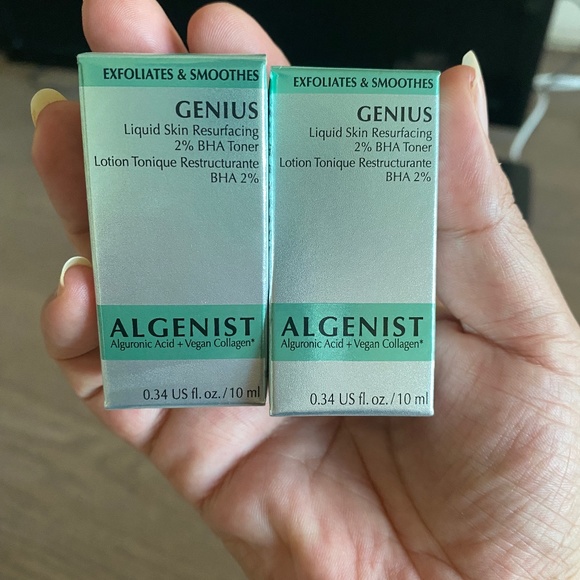 EXFOLIATES & SMOOTHES
GENIUS
Liquid Skin Resurfacing
2% BHA Toner
Lotion Tonique Restructurante
BHA 2%
ALGENIST
Alguronic Acid + Vegan Collagen*
0.34 US fl. oz. / 10 ml
EXFOLIATES & SMOOTHES
GENIUS
Liquid Skin Resurfacing
2% BHA Toner
Lotion Tonique Restructurante
BHA 2%
ALGENIST
Alguronic Acid + Vegan Collagen*
0.34 US fl. oz. / 10 ml